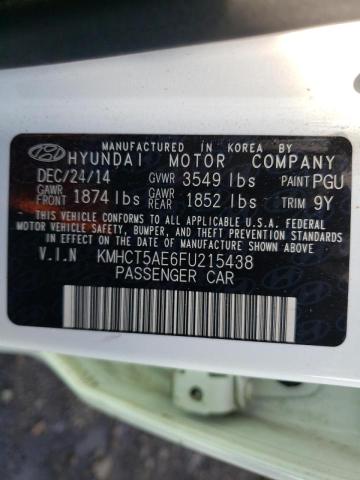 MANUFACTURED IN KOREA BY
HYUNDAI MOTOR COMPANY
DEC/24/14 GVWR 3549 lbs PAINT PGU
GAWR FRONT 1874 lbs GAWR REAR 1852 lbs TRIM 9Y
THIS VEHICLE CONFORMS TO ALL APPLICABLE U.S.A. FEDERAL
MOTOR VEHICLE SAFETY, BUMPER, AND THEFT PREVENTION
STANDARDS IN EFFECT ON THE DATE OF MANUFACTURE SHOWN ABOVE.
V.I.N KMHCT5AE6FU215438
PASSENGER CAR